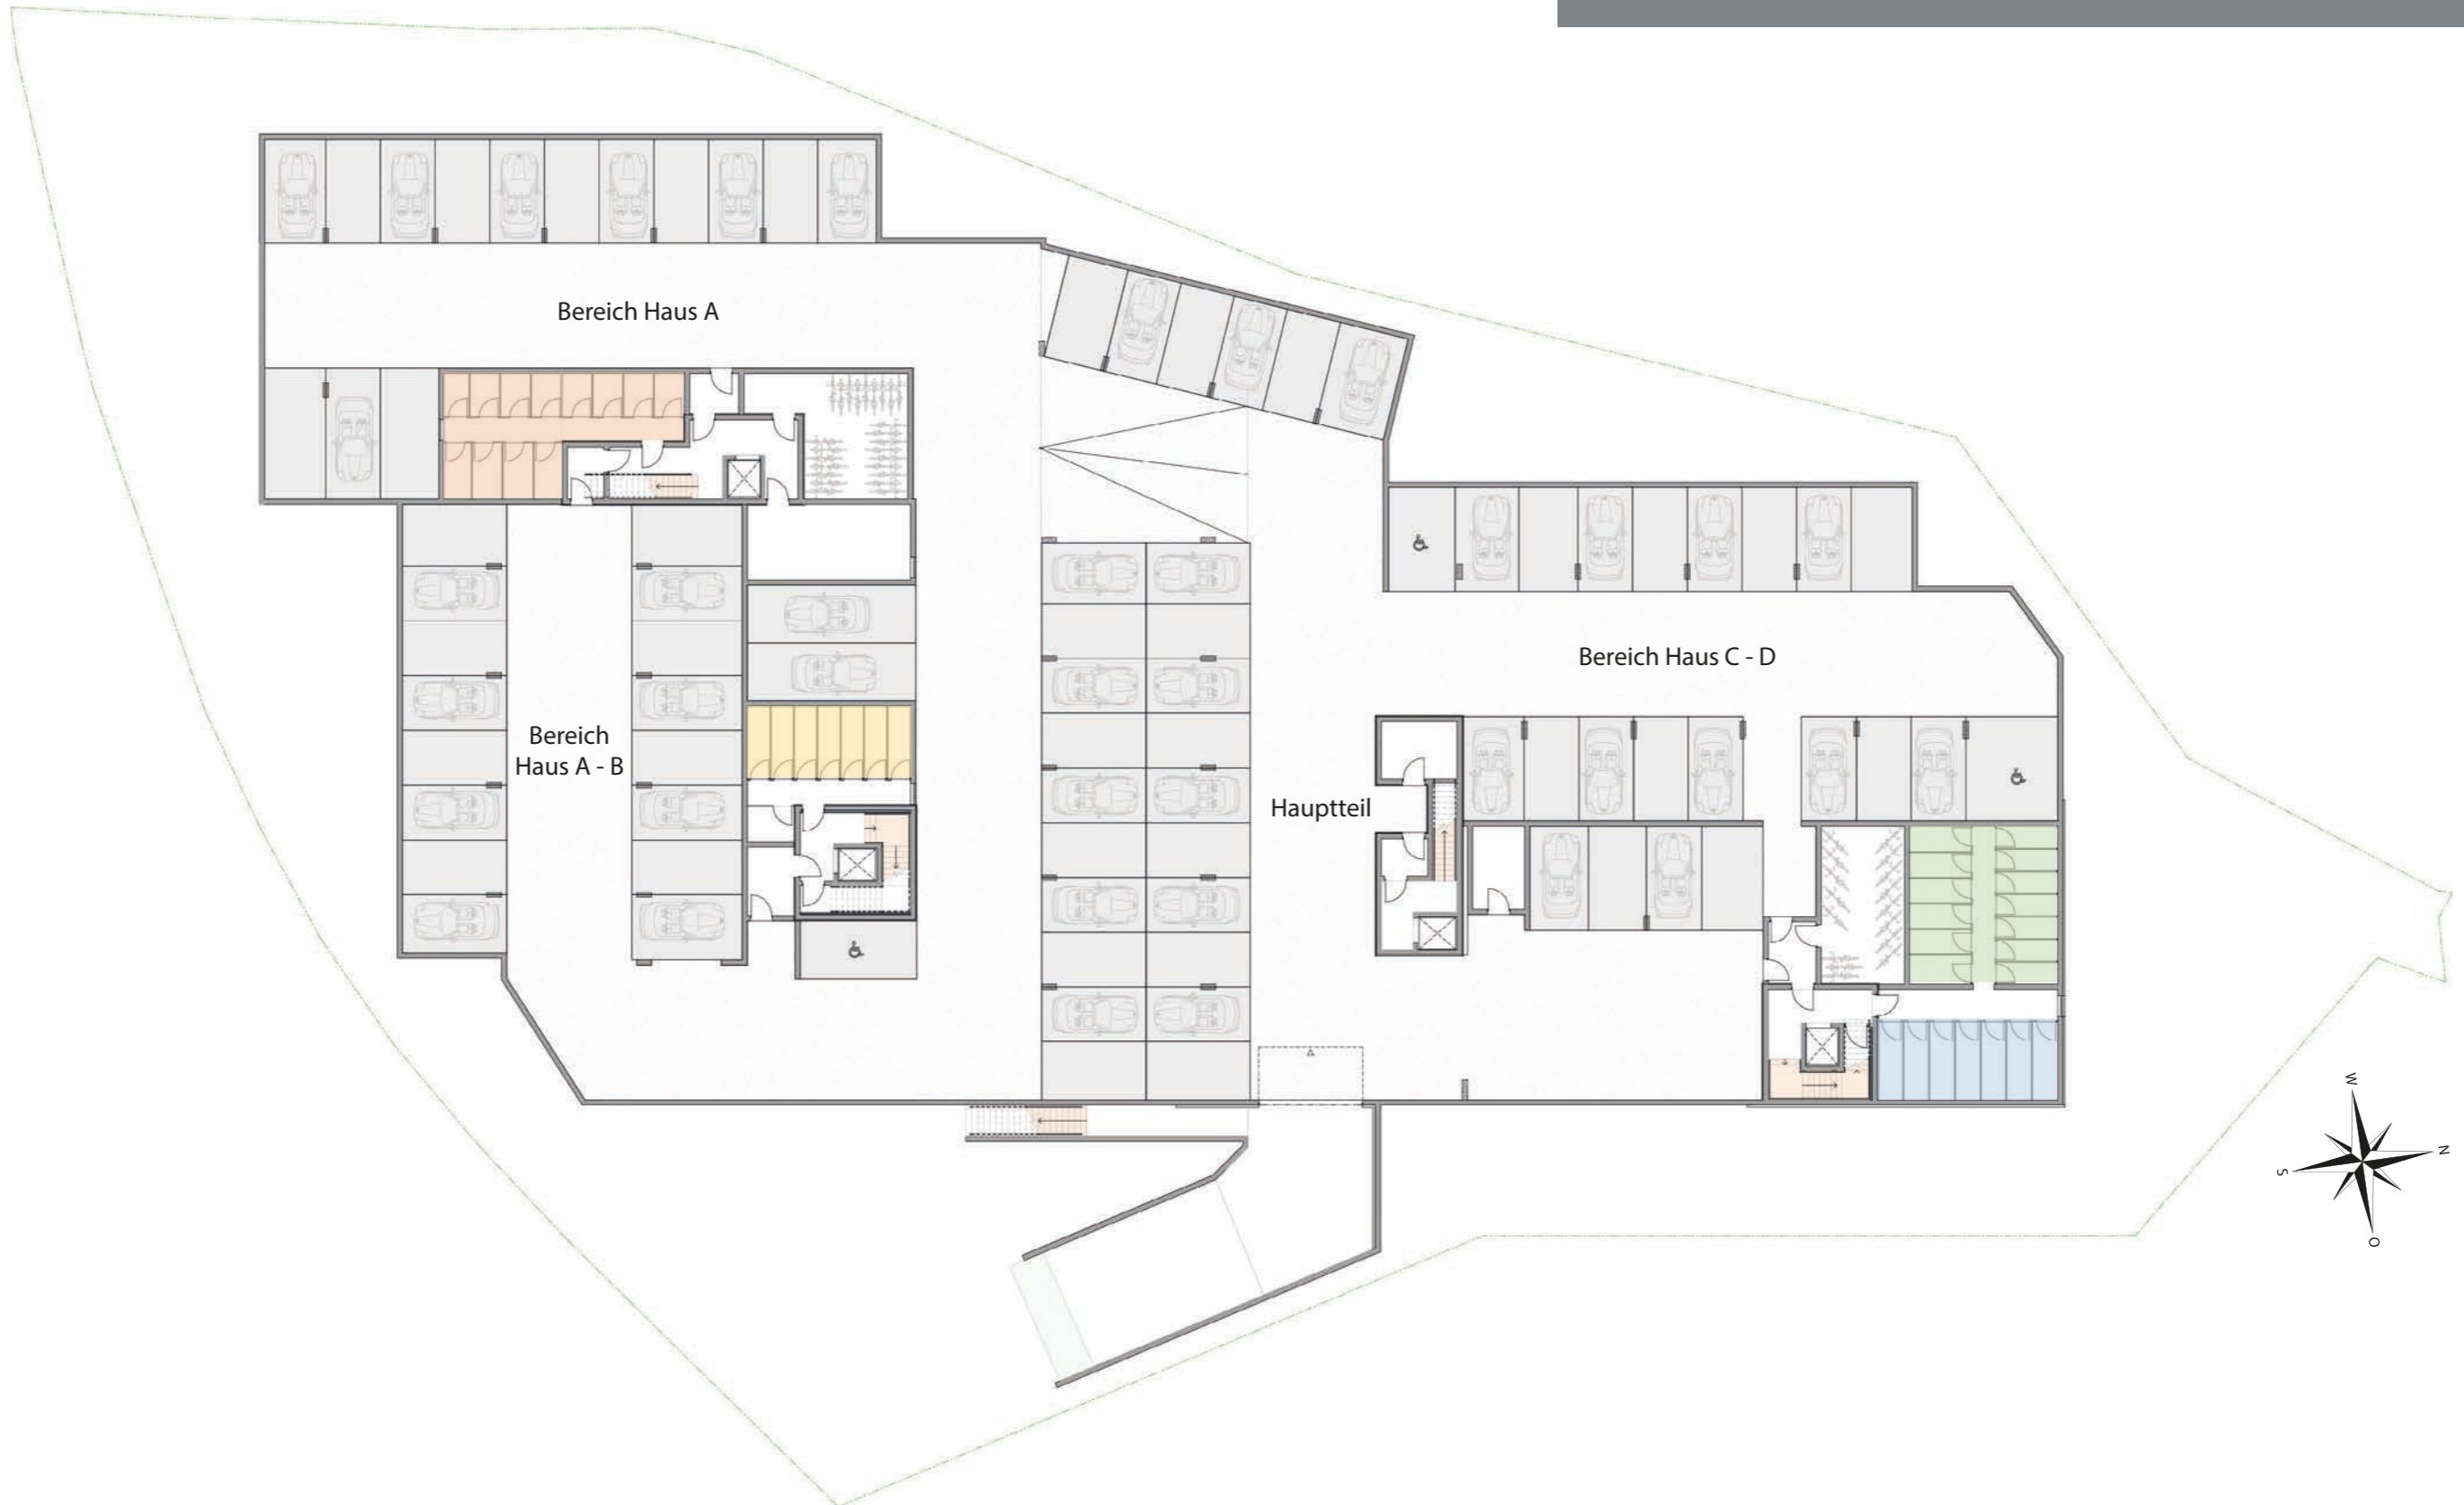 Bereich Haus A
Bereich Haus C - D
Bereich
Haus A - B
Hauptteil
W
N
S
O